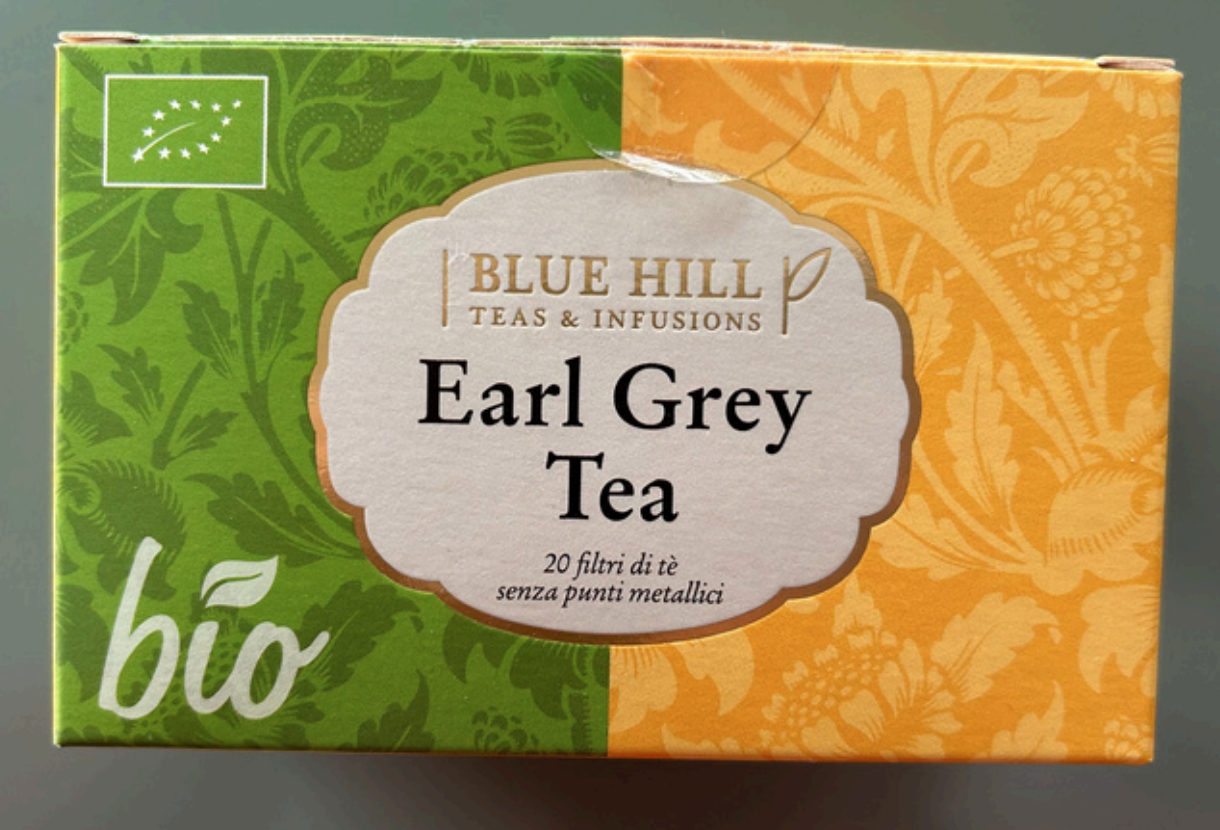 BLUE HILL
TEAS & INFUSIONS
Earl Grey
Tea
20 filtri di tè
senza punti metallici
bio